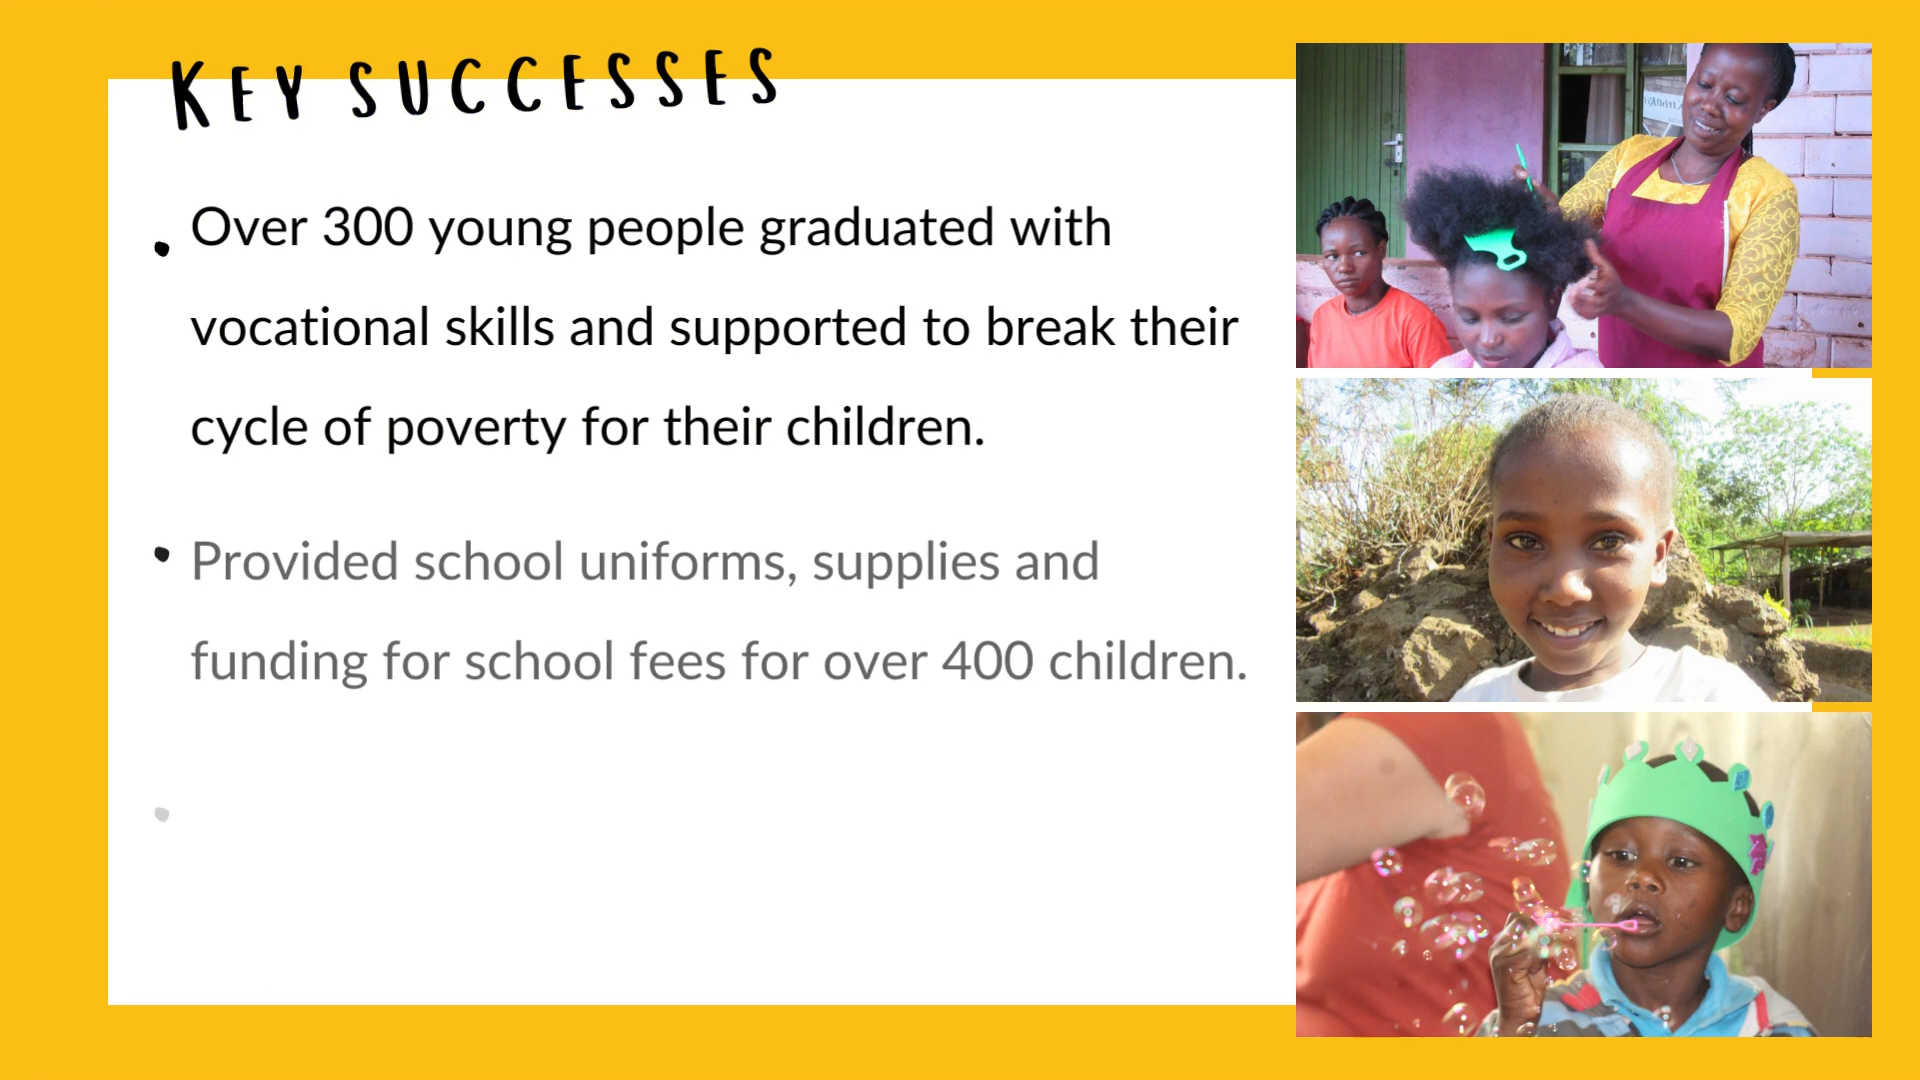 KEY SUCCESSES
Over 300 young people graduated with
vocational skills and supported to break their
cycle of poverty for their children.
Provided school uniforms, supplies and
funding for school fees for over 400 children.